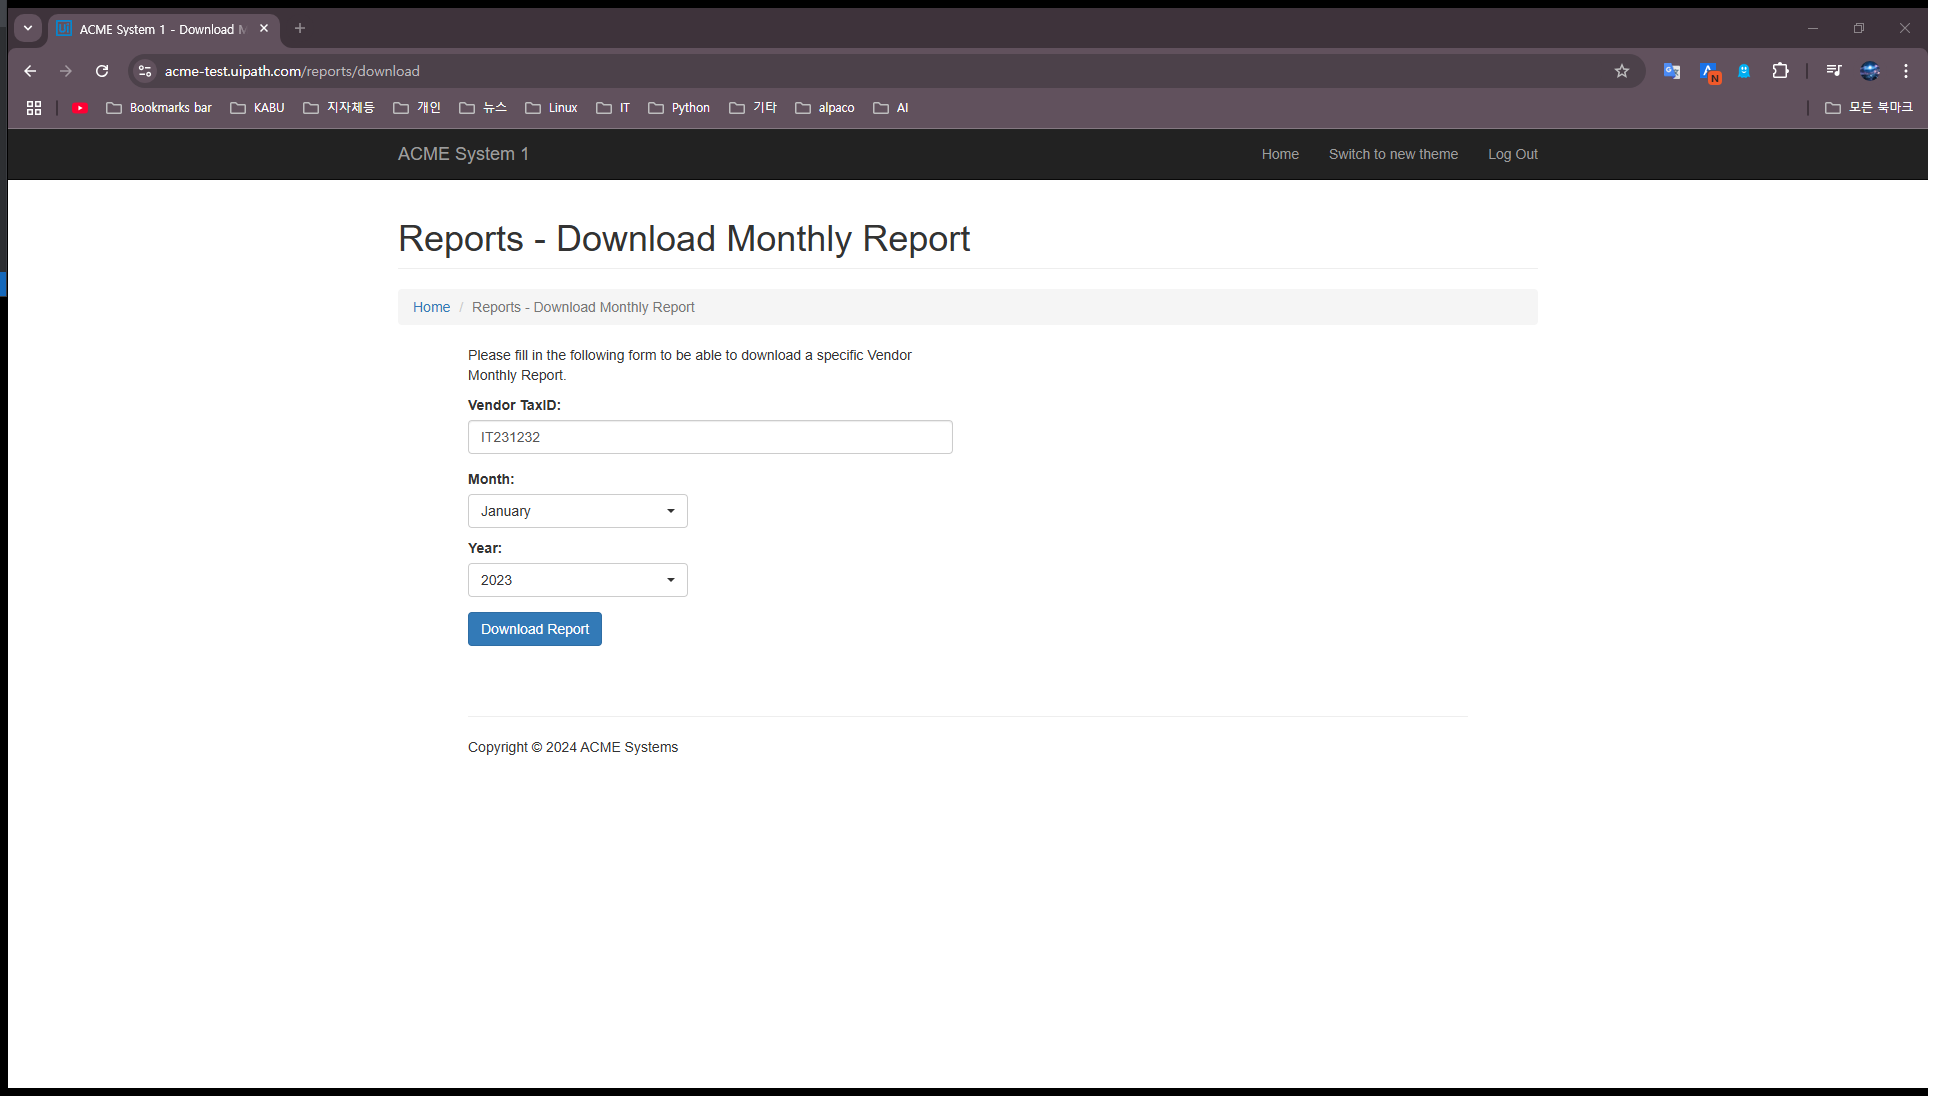 ACME System 1 - Download M
acme-test.uipath.com/reports/download
Bookmarks bar KABU 지자체등 개인 뉴스 Linux IT Python 기타 alpaco AI 모든 북마크
ACME System 1 Home Switch to new theme Log Out
Reports - Download Monthly Report
Home / Reports - Download Monthly Report
Please fill in the following form to be able to download a specific Vendor
Monthly Report.
Vendor TaxID:
IT231232
Month:
January
Year:
2023
Download Report
Copyright © 2024 ACME Systems